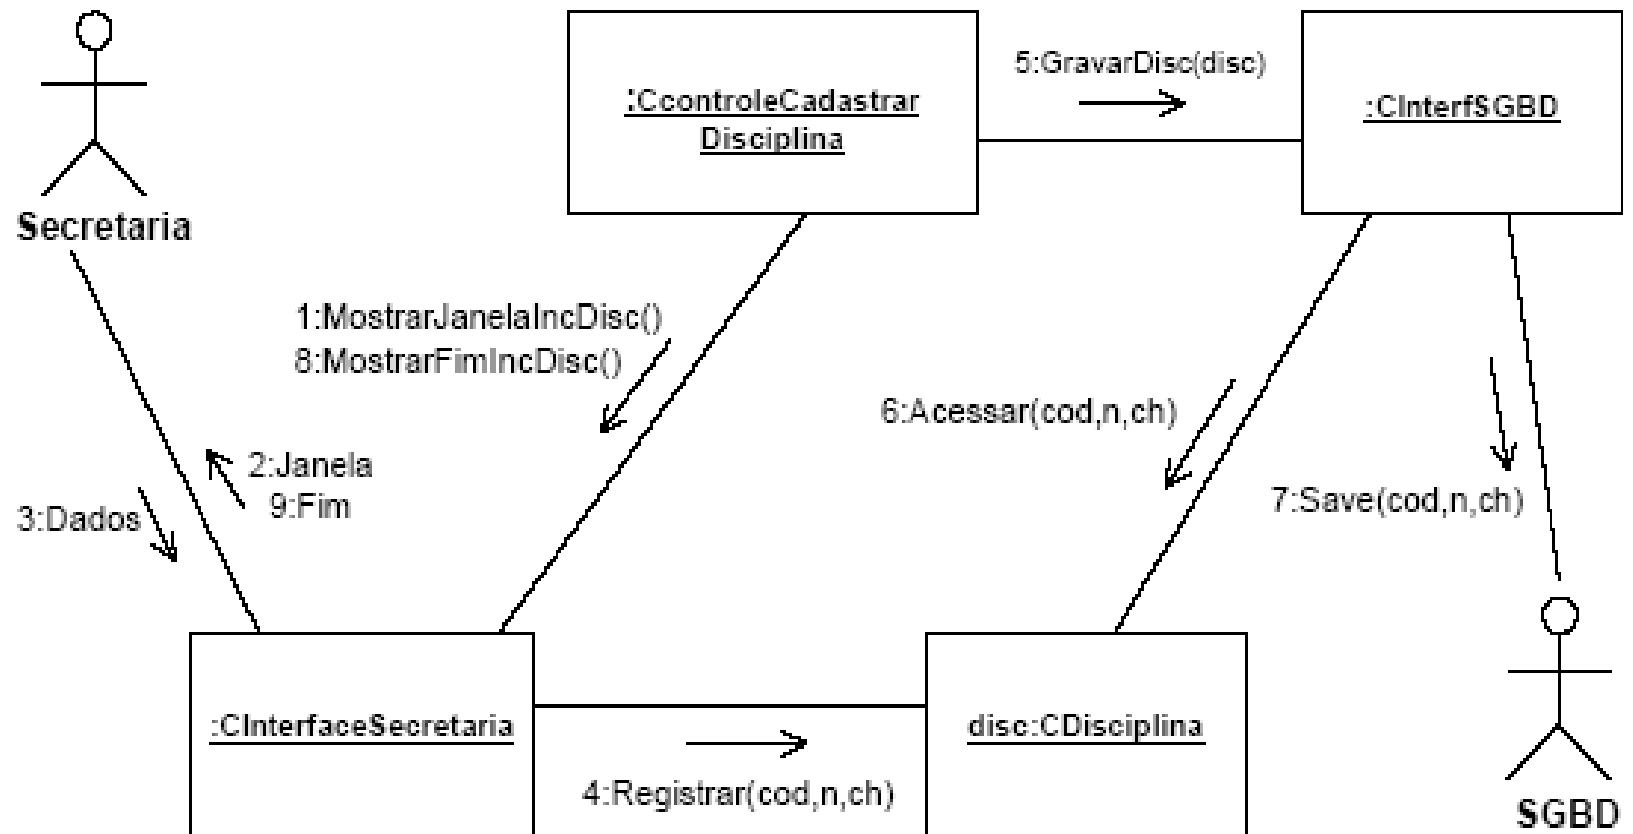 5:GravarDisc(disc)
:CcontroleCadastrar
Disciplina
:CInterfSGBD
Secretaria
1:MostrarJanelaIncDisc()
8:MostrarFimIncDisc()
6:Acessar(cod,n,ch)
2:Janela
9:Fim
3:Dados
7:Save(cod,n,ch)
:CInterfaceSecretaria
disc:CDisciplina
4:Registrar(cod,n,ch)
SGBD